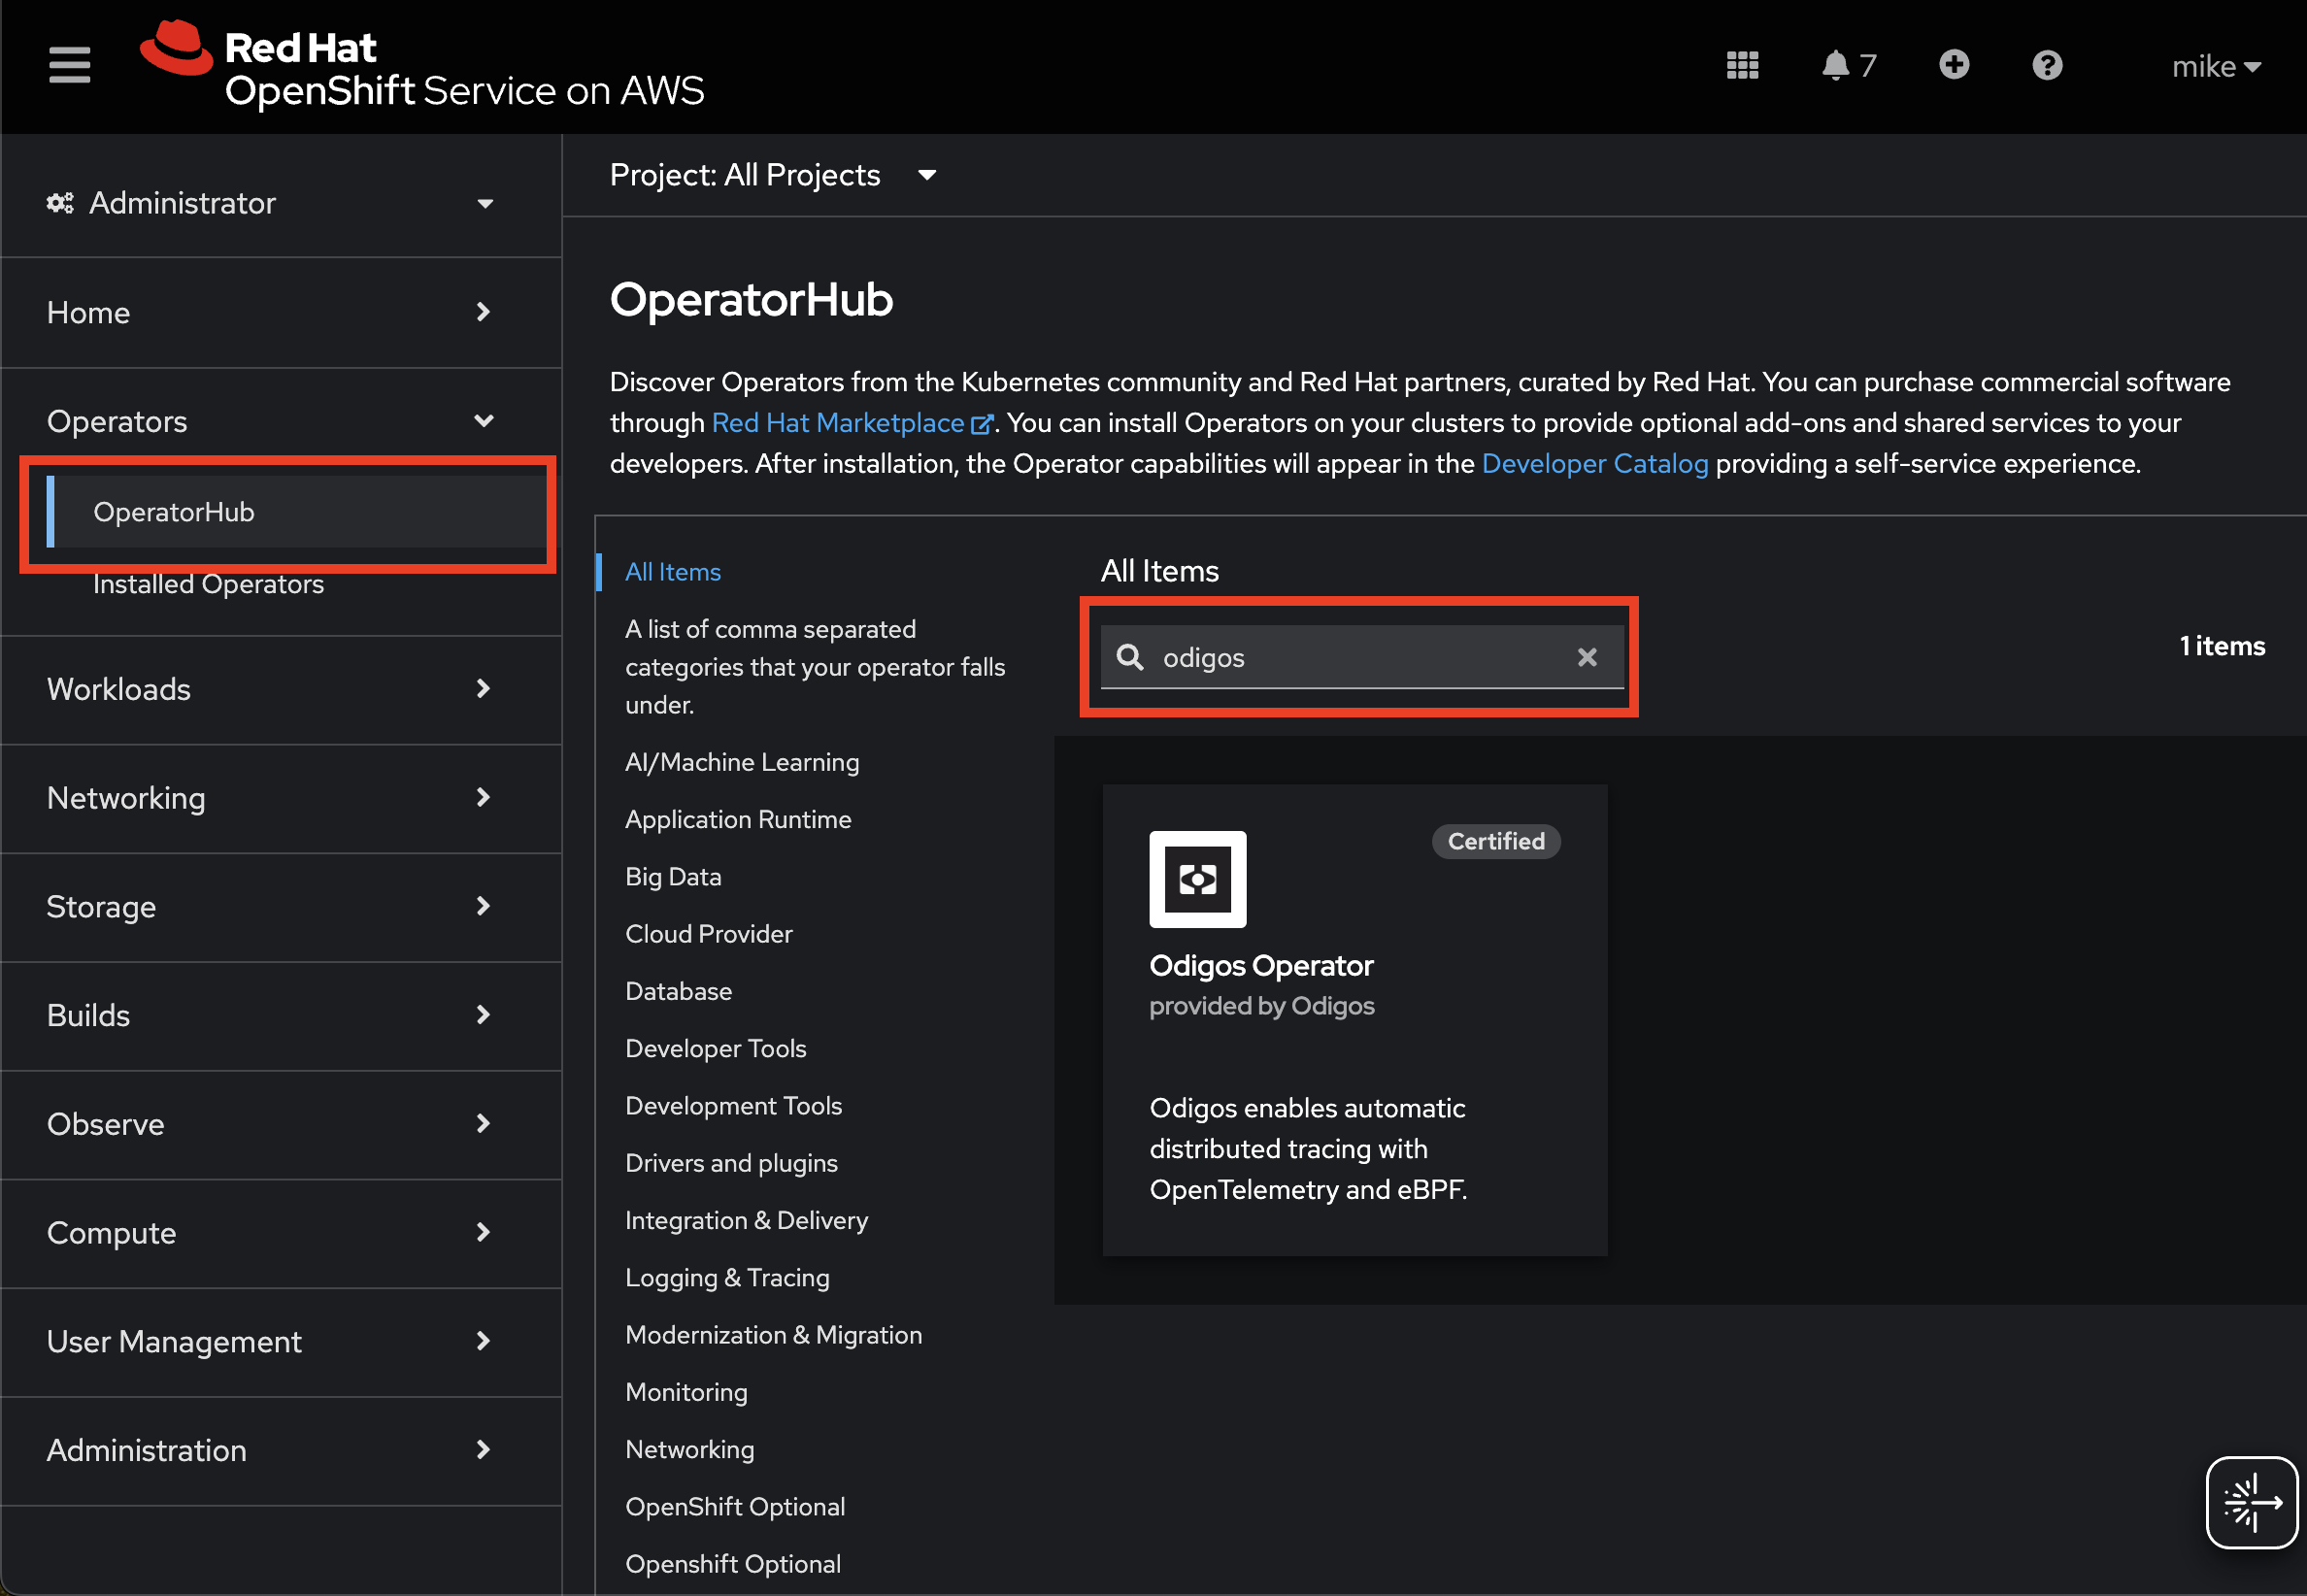 Red Hat
OpenShift Service on AWS
7
mike
Administrator
Home
Operators
OperatorHub
Installed Operators
Workloads
Networking
Storage
Builds
Observe
Compute
User Management
Administration
Project: All Projects
OperatorHub
Discover Operators from the Kubernetes community and Red Hat partners, curated by Red Hat. You can purchase commercial software
through Red Hat Marketplace. You can install Operators on your clusters to provide optional add-ons and shared services to your
developers. After installation, the Operator capabilities will appear in the Developer Catalog providing a self-service experience.
All Items
A list of comma separated
categories that your operator falls
under.
AI/Machine Learning
Application Runtime
Big Data
Cloud Provider
Database
Developer Tools
Development Tools
Drivers and plugins
Integration & Delivery
Logging & Tracing
Modernization & Migration
Monitoring
Networking
OpenShift Optional
Openshift Optional
All Items
odigos
1 items
Certified
Odigos Operator
provided by Odigos
Odigos enables automatic
distributed tracing with
OpenTelemetry and eBPF.